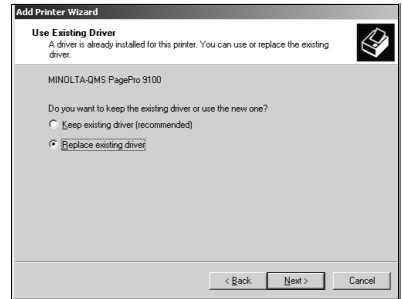 Add Printer Wizard
Use Existing Driver
A driver is already installed for this printer. You can use or replace the existing
driver.
MINOLTA-QMS PagePro 9100
Do you want to keep the existing driver or use the new one?
Keep existing driver (recommended)
Replace existing driver
< Back
Next >
Cancel